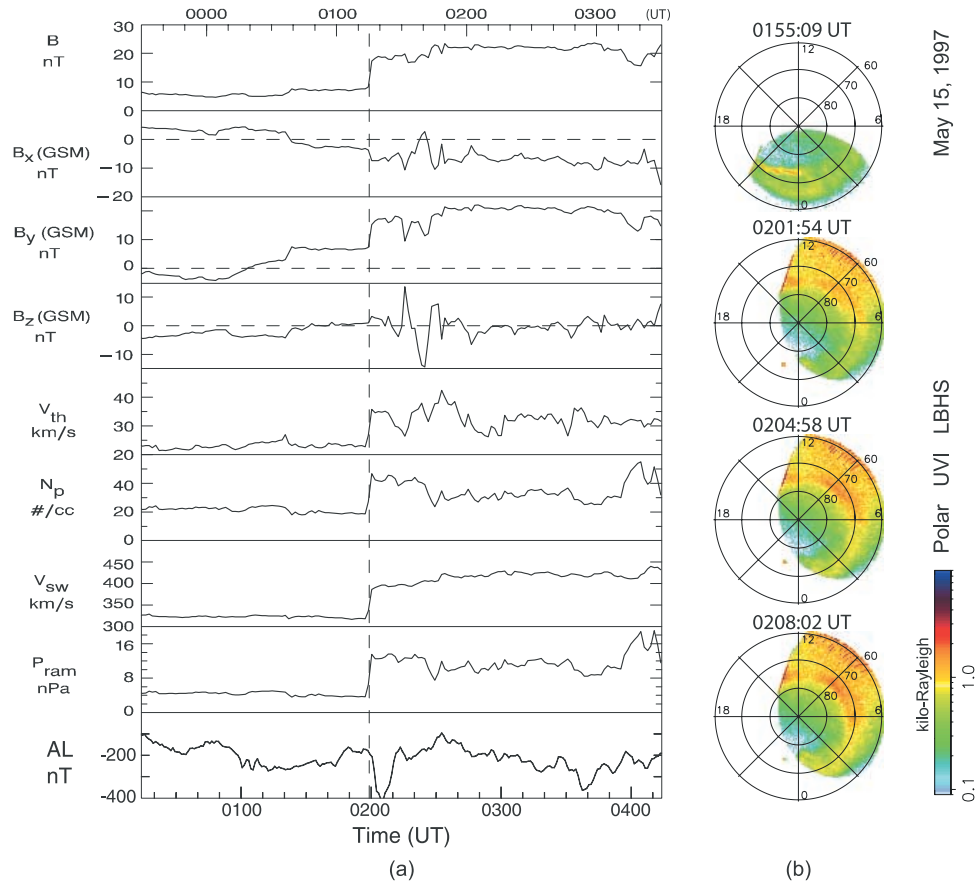 0000 0100 0200 0300 (UT)
B
nT
30
20
10
0
Bx (GSM)
nT
0
−10
−20
By (GSM)
nT
10
0
Bz (GSM)
nT
10
0
−10
Vth
km/s
40
30
20
Np
#/cc
40
20
0
Vsw
km/s
450
400
350
300
Pram
nPa
16
8
0
AL
nT
-200
-400
0100 0200 0300 0400
Time (UT)
(a)
0155:09 UT
12
60
70
80
18
6
0
0201:54 UT
12
60
70
80
18
6
0
0204:58 UT
12
60
70
80
18
6
0
0208:02 UT
12
60
70
80
18
6
0
(b)
May 15, 1997
Polar UVI LBHS
kilo-Rayleigh
1.0
0.1